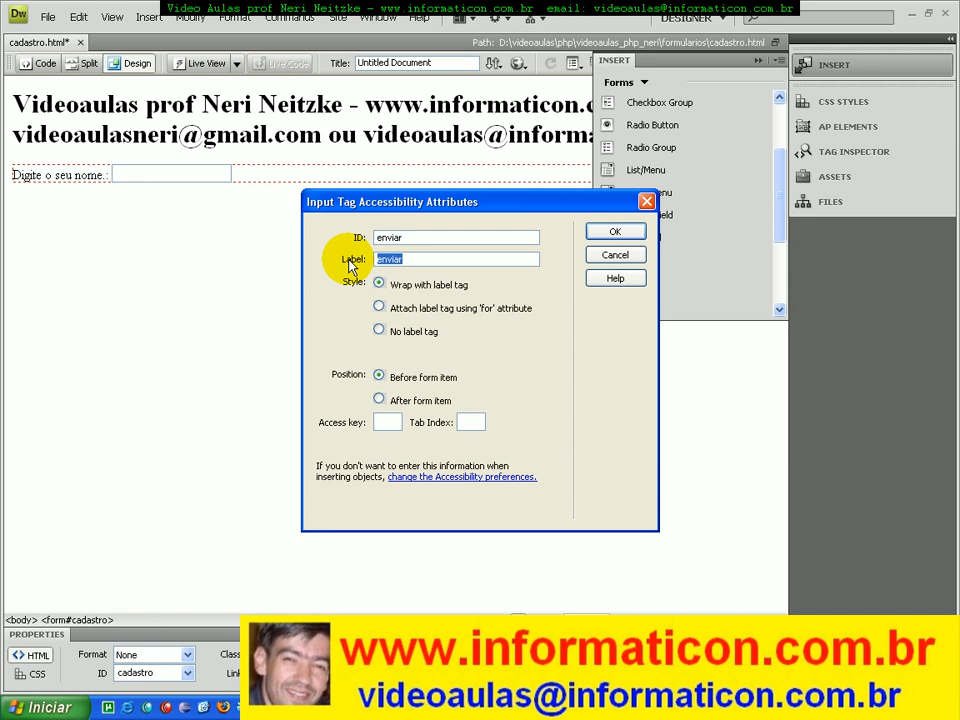 Video Aulas prof Neri Neitzke - www.informaticon.com.br email: videoaulas@informaticon.com.br
Dw File Edit View Insert Modify Format Commands Site Window Help DESIGNER
cadastro.html* Path: D:\videoaulas\php\videoaulas_php_neri\formularios\cadastro.html
Code Split Design Live View Live Code Title: Untitled Document
INSERT
Forms
Checkbox Group
Radio Button
Radio Group
List/Menu
INSERT
CSS STYLES
AP ELEMENTS
TAG INSPECTOR
ASSETS
FILES
Videoaulas prof Neri Neitzke - www.informaticon.c
videoaulasneri@gmail.com ou videoaulas@informa
Digite o seu nome.:
Input Tag Accessibility Attributes
ID: enviar OK
Label: enviar Cancel
Style: Wrap with label tag Help
Attach label tag using 'for' attribute
No label tag
Position: Before form item
After form item
Access key: Tab Index:
If you don't want to enter this information when
inserting objects, change the Accessibility preferences.
<body> <form#cadastro>
PROPERTIES
HTML Format None Class
CSS ID cadastro Link
Iniciar
www.informaticon.com.br
videoaulas@informaticon.com.br